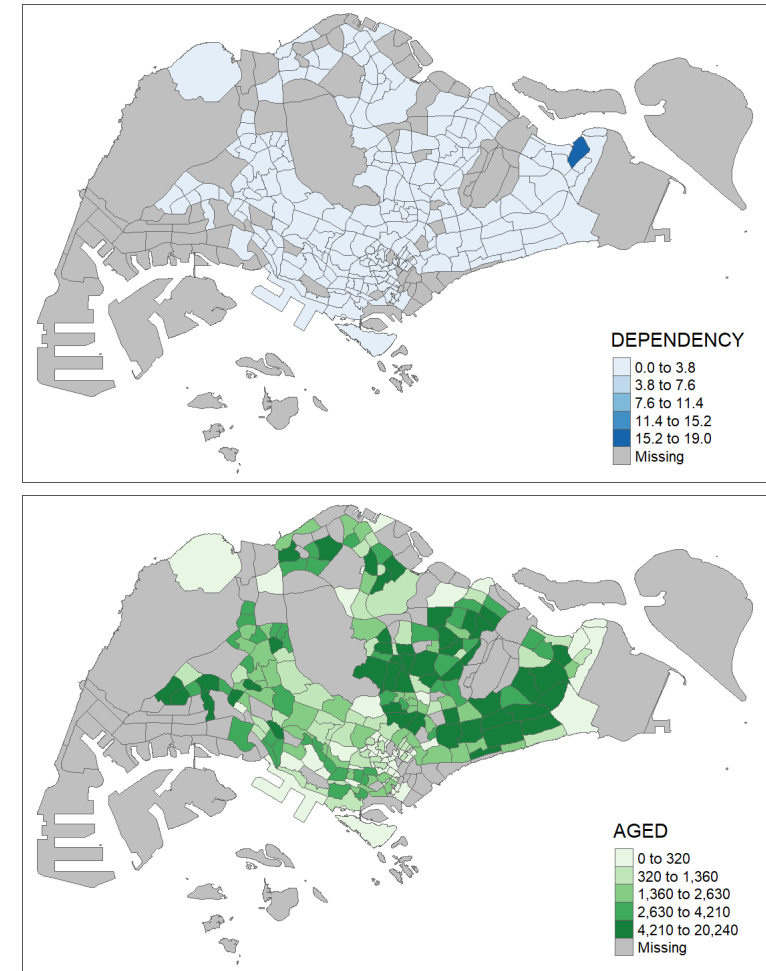 DEPENDENCY
0.0 to 3.8
3.8 to 7.6
7.6 to 11.4
11.4 to 15.2
15.2 to 19.0
Missing
AGED
0 to 320
320 to 1,360
1,360 to 2,630
2,630 to 4,210
4,210 to 20,240
Missing